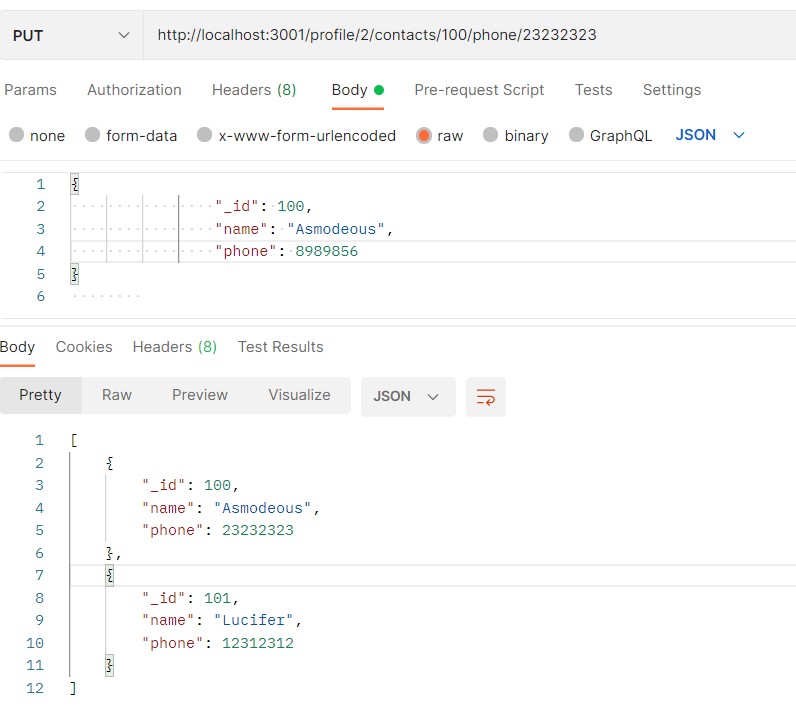 PUT http://localhost:3001/profile/2/contacts/100/phone/23232323
Params Authorization Headers (8) Body Pre-request Script Tests Settings
none form-data x-www-form-urlencoded raw binary GraphQL JSON
1 {
2 "_id": 100,
3 "name": "Asmodeous",
4 "phone": 8989856
5 }
6
Body Cookies Headers (8) Test Results
Pretty Raw Preview Visualize JSON
1 [
2 {
3 "_id": 100,
4 "name": "Asmodeous",
5 "phone": 23232323
6 },
7 {
8 "_id": 101,
9 "name": "Lucifer",
10 "phone": 12312312
11 }
12 ]